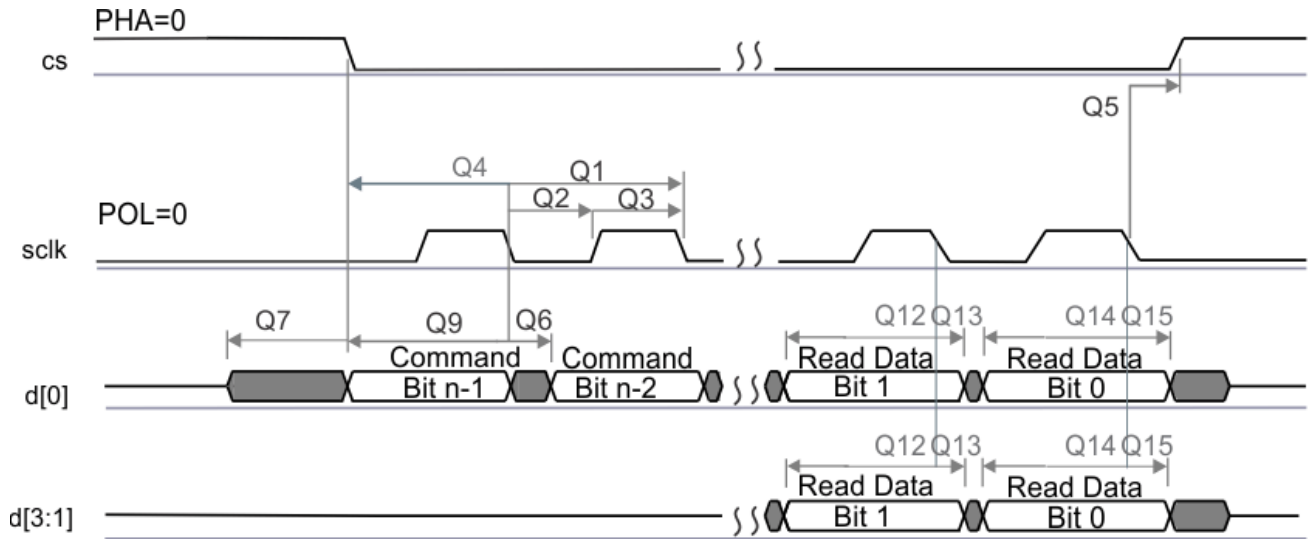 PHA=0
cs
Q5
Q4 Q1
Q2 Q3
POL=0
sclk
Q7 Q9 Q6 Q12 Q13 Q14 Q15
Command Command Read Data Read Data
d[0] Bit n-1 Bit n-2 Bit 1 Bit 0
Q12 Q13 Q14 Q15
Read Data Read Data
d[3:1] Bit 1 Bit 0